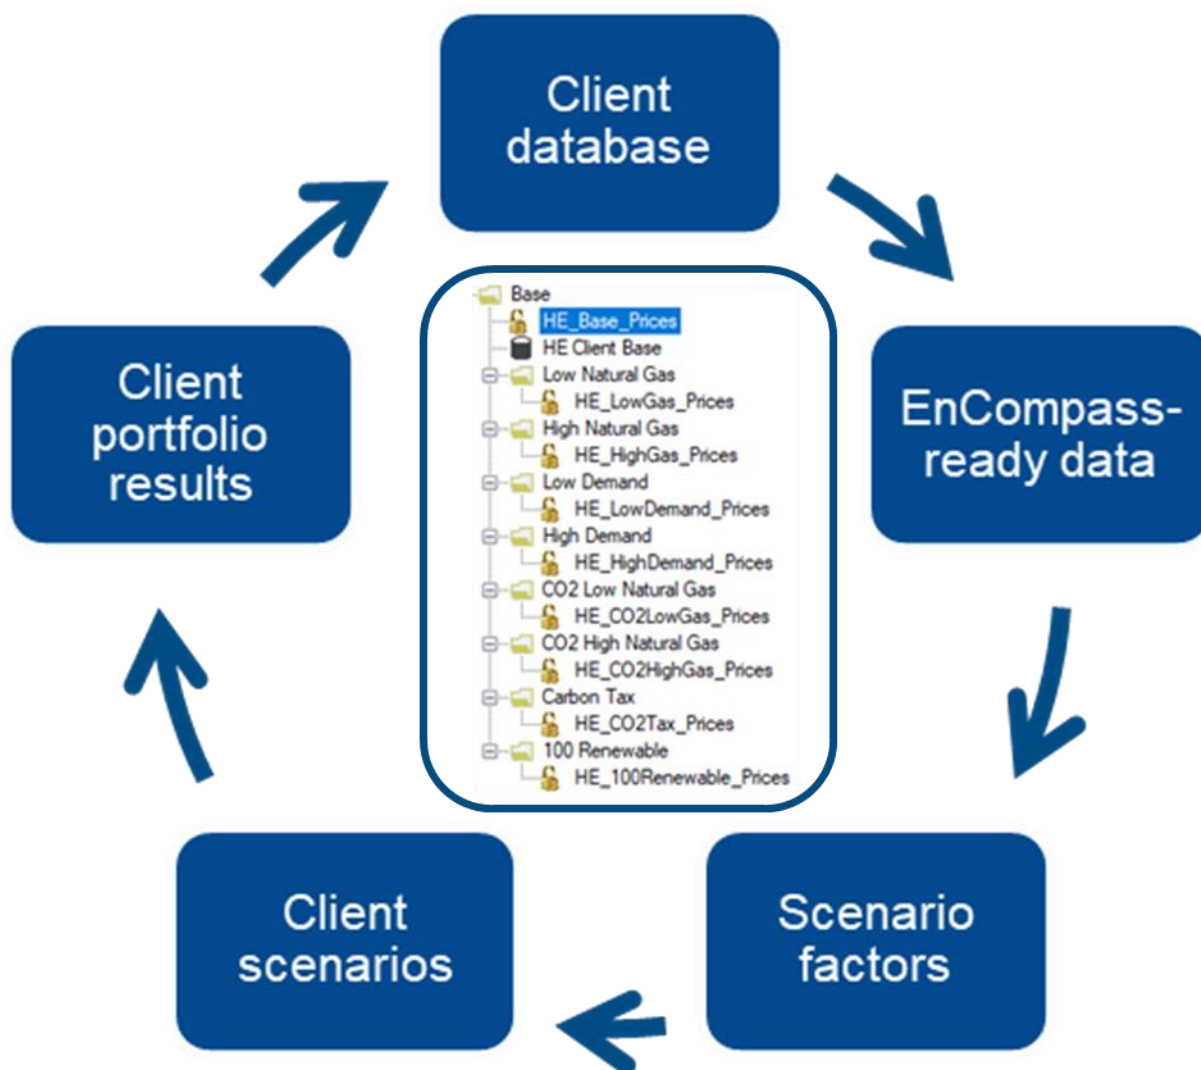 Client
database
EnCompass-
ready data
Scenario
factors
Client
scenarios
Client
portfolio
results
Base
HE_Base_Prices
HE Client Base
Low Natural Gas
HE_LowGas_Prices
High Natural Gas
HE_HighGas_Prices
Low Demand
HE_LowDemand_Prices
High Demand
HE_HighDemand_Prices
CO2 Low Natural Gas
HE_CO2LowGas_Prices
CO2 High Natural Gas
HE_CO2HighGas_Prices
Carbon Tax
HE_CO2Tax_Prices
100 Renewable
HE_100Renewable_Prices